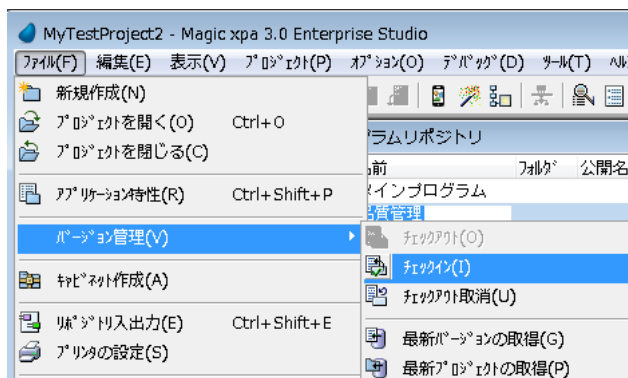 MyTestProject2 - Magic xpa 3.0 Enterprise Studio
ﾌｧｲﾙ(F) 編集(E) 表示(V) ﾌﾟﾛｼﾞｪｸﾄ(P) ｵﾌﾟｼｮﾝ(O) ﾃﾞﾊﾞｯｸﾞ(D) ﾂｰﾙ(T) ﾍﾙ
新規作成(N)
ﾌﾟﾛｼﾞｪｸﾄを開く(O) Ctrl+O
ﾌﾟﾛｼﾞｪｸﾄを閉じる(C)
ｱﾌﾟﾘｹｰｼｮﾝ特性(R) Ctrl+Shift+P
ﾊﾞｰｼﾞｮﾝ管理(V)
ｷｬﾋﾞﾈｯﾄ作成(A)
ﾘﾎﾟｼﾞﾄﾘ入出力(E) Ctrl+Shift+E
ﾌﾟﾘﾝﾀの設定(S)
ラムリポジトリ
名前 ﾌｫﾙﾀﾞ 公開名
メインプログラム
品質管理
ﾁｪｯｸｱｳﾄ(O)
ﾁｪｯｸｲﾝ(I)
ﾁｪｯｸｱｳﾄ取消(U)
最新ﾊﾞｰｼﾞｮﾝの取得(G)
最新ﾌﾟﾛｼﾞｪｸﾄの取得(P)